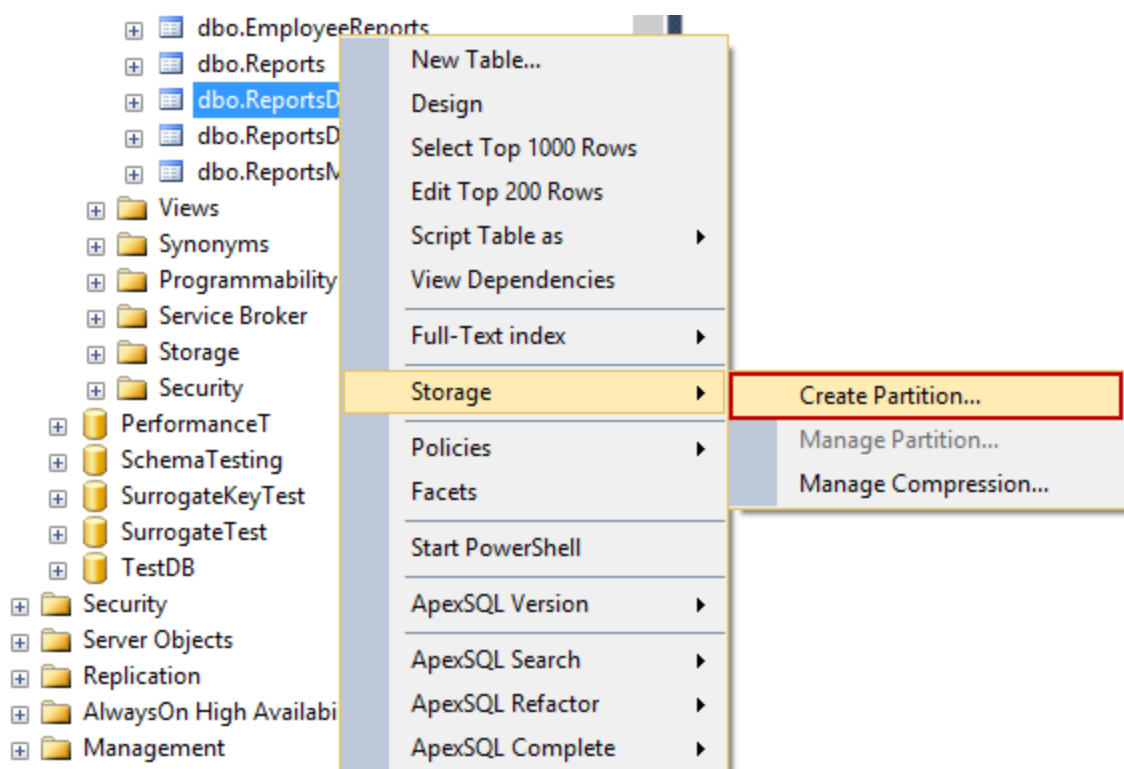 dbo.EmployeeReports
dbo.Reports
dbo.ReportsD
dbo.ReportsD
dbo.ReportsM
Views
Synonyms
Programmability
Service Broker
Storage
Security
PerformanceT
SchemaTesting
SurrogateKeyTest
SurrogateTest
TestDB
Security
Server Objects
Replication
AlwaysOn High Availabi
Management
New Table...
Design
Select Top 1000 Rows
Edit Top 200 Rows
Script Table as
View Dependencies
Full-Text index
Storage
Policies
Facets
Start PowerShell
ApexSQL Version
ApexSQL Search
ApexSQL Refactor
ApexSQL Complete
Create Partition...
Manage Partition...
Manage Compression...